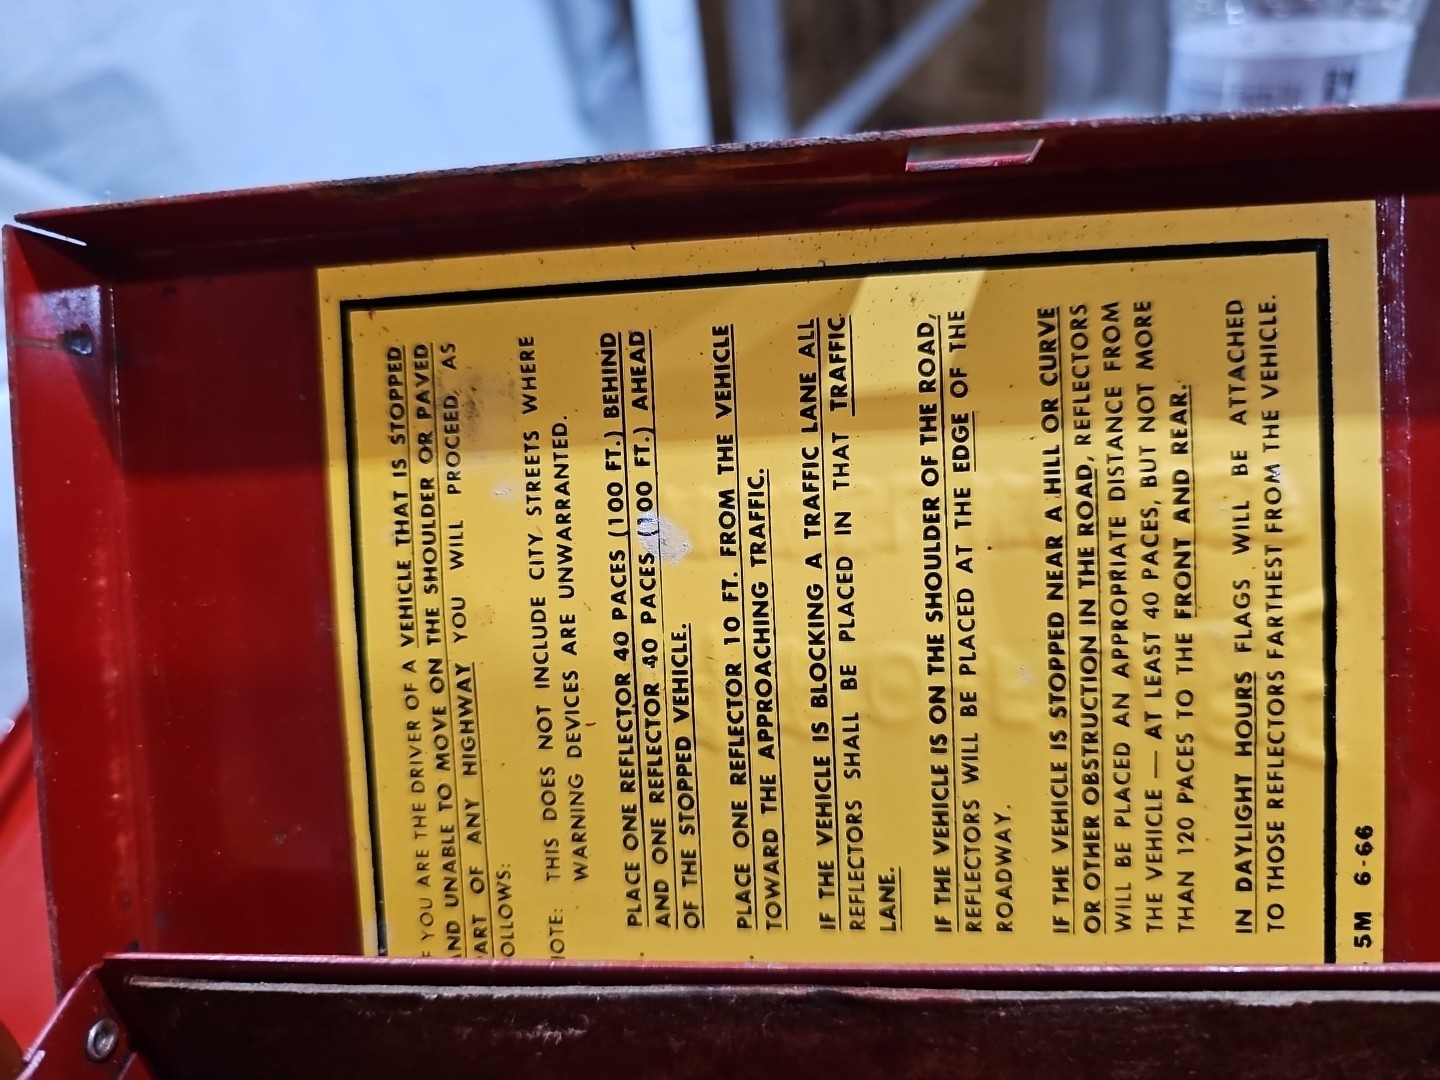 F YOU ARE THE DRIVER OF A VEHICLE THAT IS STOPPED
AND UNABLE TO MOVE ON THE SHOULDER OR PAVED
ART OF ANY HIGHWAY YOU WILL PROCEED, AS
OLLOWS:
OTE: THIS DOES NOT INCLUDE CITY STREETS WHERE
WARNING DEVICES ARE UNWARRANTED.
PLACE ONE REFLECTOR 40 PACES (100 FT.) BEHIND
AND ONE REFLECTOR 40 PACES (100 FT.) AHEAD
OF THE STOPPED VEHICLE.
PLACE ONE REFLECTOR 10 FT. FROM THE VEHICLE
TOWARD THE APPROACHING TRAFFIC.
IF THE VEHICLE IS BLOCKING A TRAFFIC LANE ALL
REFLECTORS SHALL BE PLACED IN THAT TRAFFIC
LANE.
IF THE VEHICLE IS ON THE SHOULDER OF THE ROAD,
REFLECTORS WILL BE PLACED AT THE EDGE OF THE
ROADWAY.
IF THE VEHICLE IS STOPPED NEAR A HILL OR CURVE
OR OTHER OBSTRUCTION IN THE ROAD, REFLECTORS
WILL BE PLACED AN APPROPRIATE DISTANCE FROM
THE VEHICLE — AT LEAST 40 PACES, BUT NOT MORE
THAN 120 PACES TO THE FRONT AND REAR.
IN DAYLIGHT HOURS FLAGS WILL BE ATTACHED
TO THOSE REFLECTORS FARTHEST FROM THE VEHICLE.
5M 6-66